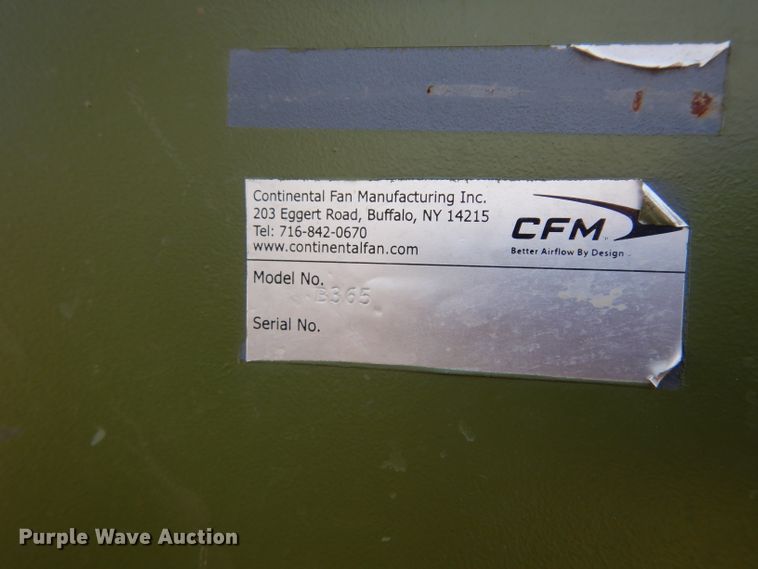 Continental Fan Manufacturing Inc.
203 Eggert Road, Buffalo, NY 14215
Tel: 716-842-0670
www.continentalfan.com
CFM
Better Airflow By Design
Model No.
B365
Serial No.
Purple Wave Auction